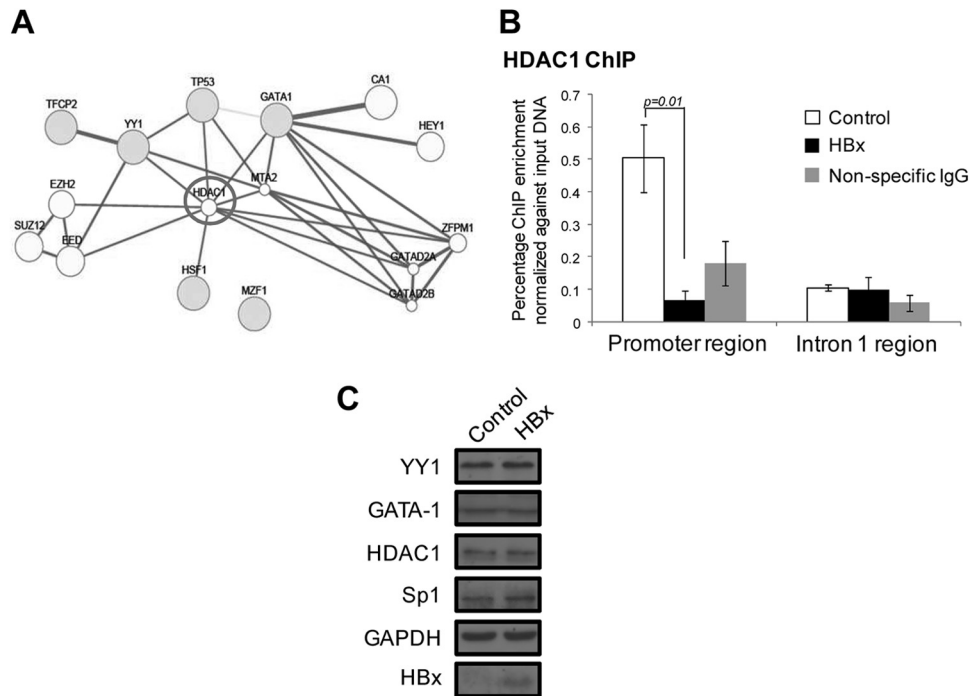 A
TP53
GATA1
CA1
TFCP2
YY1
HEY1
EZH2
HDAC1
MTA2
SUZ12
EED
ZFPM1
GATAD2A
HSF1
GATAD2B
MZF1
B
HDAC1 ChIP
Percentage ChIP enrichment
normalized against input DNA
0.7
0.6
0.5
0.4
0.3
0.2
0.1
0
p=0.01
Control
HBx
Non-specific IgG
Promoter region
Intron 1 region
C
Control
HBx
YY1
GATA-1
HDAC1
Sp1
GAPDH
HBx